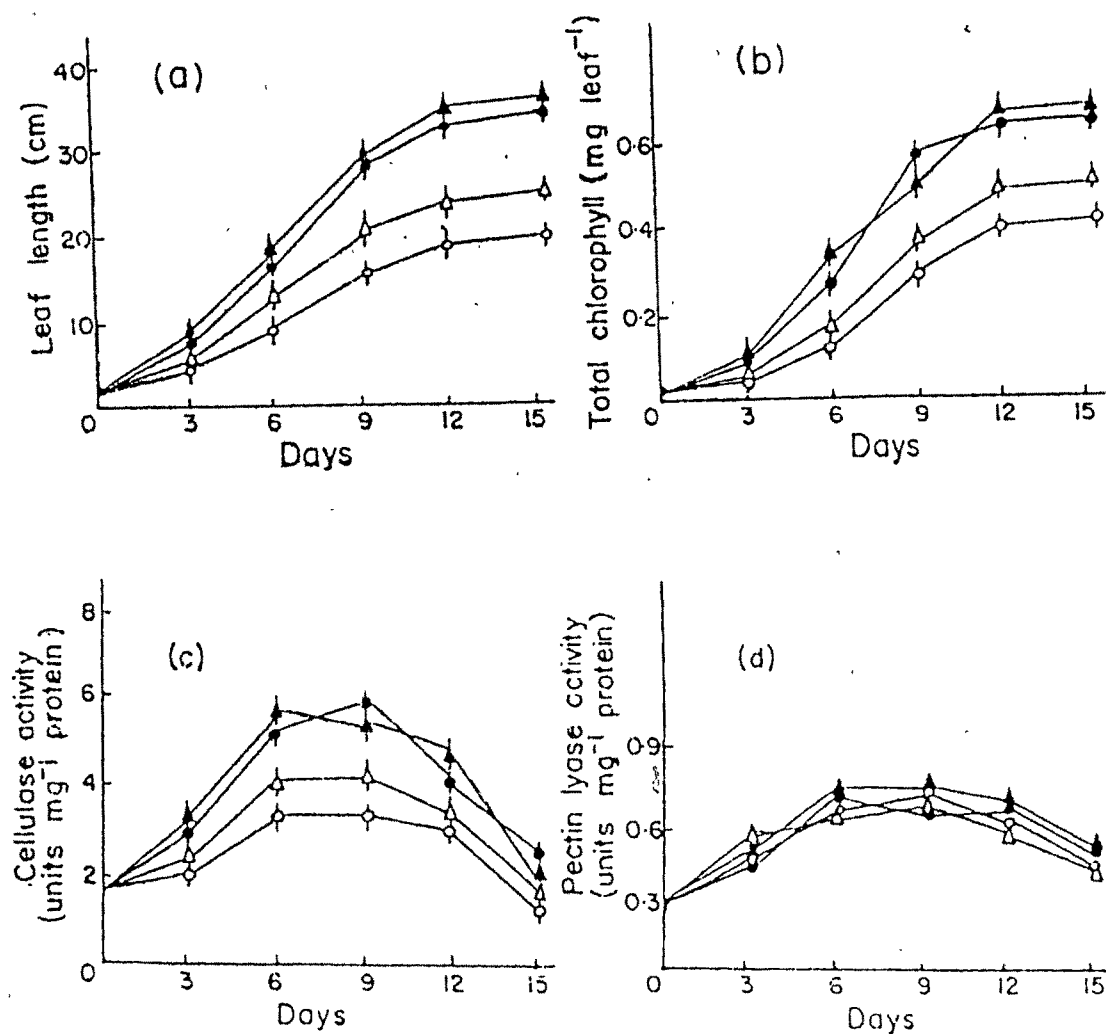 (a)
Leaf length (cm)
40
30
20
10
0 3 6 9 12 15
Days
(b)
Total chlorophyll (mg leaf⁻¹)
0·6
0·4
0·2
0 3 6 9 12 15
Days
(c)
Cellulase activity
(units mg⁻¹ protein)
8
6
4
2
0
3 6 9 12 15
Days
(d)
Pectin lyase activity
(units mg⁻¹ protein)
0·9
0·6
0·3
0 3 6 9 12 15
Days